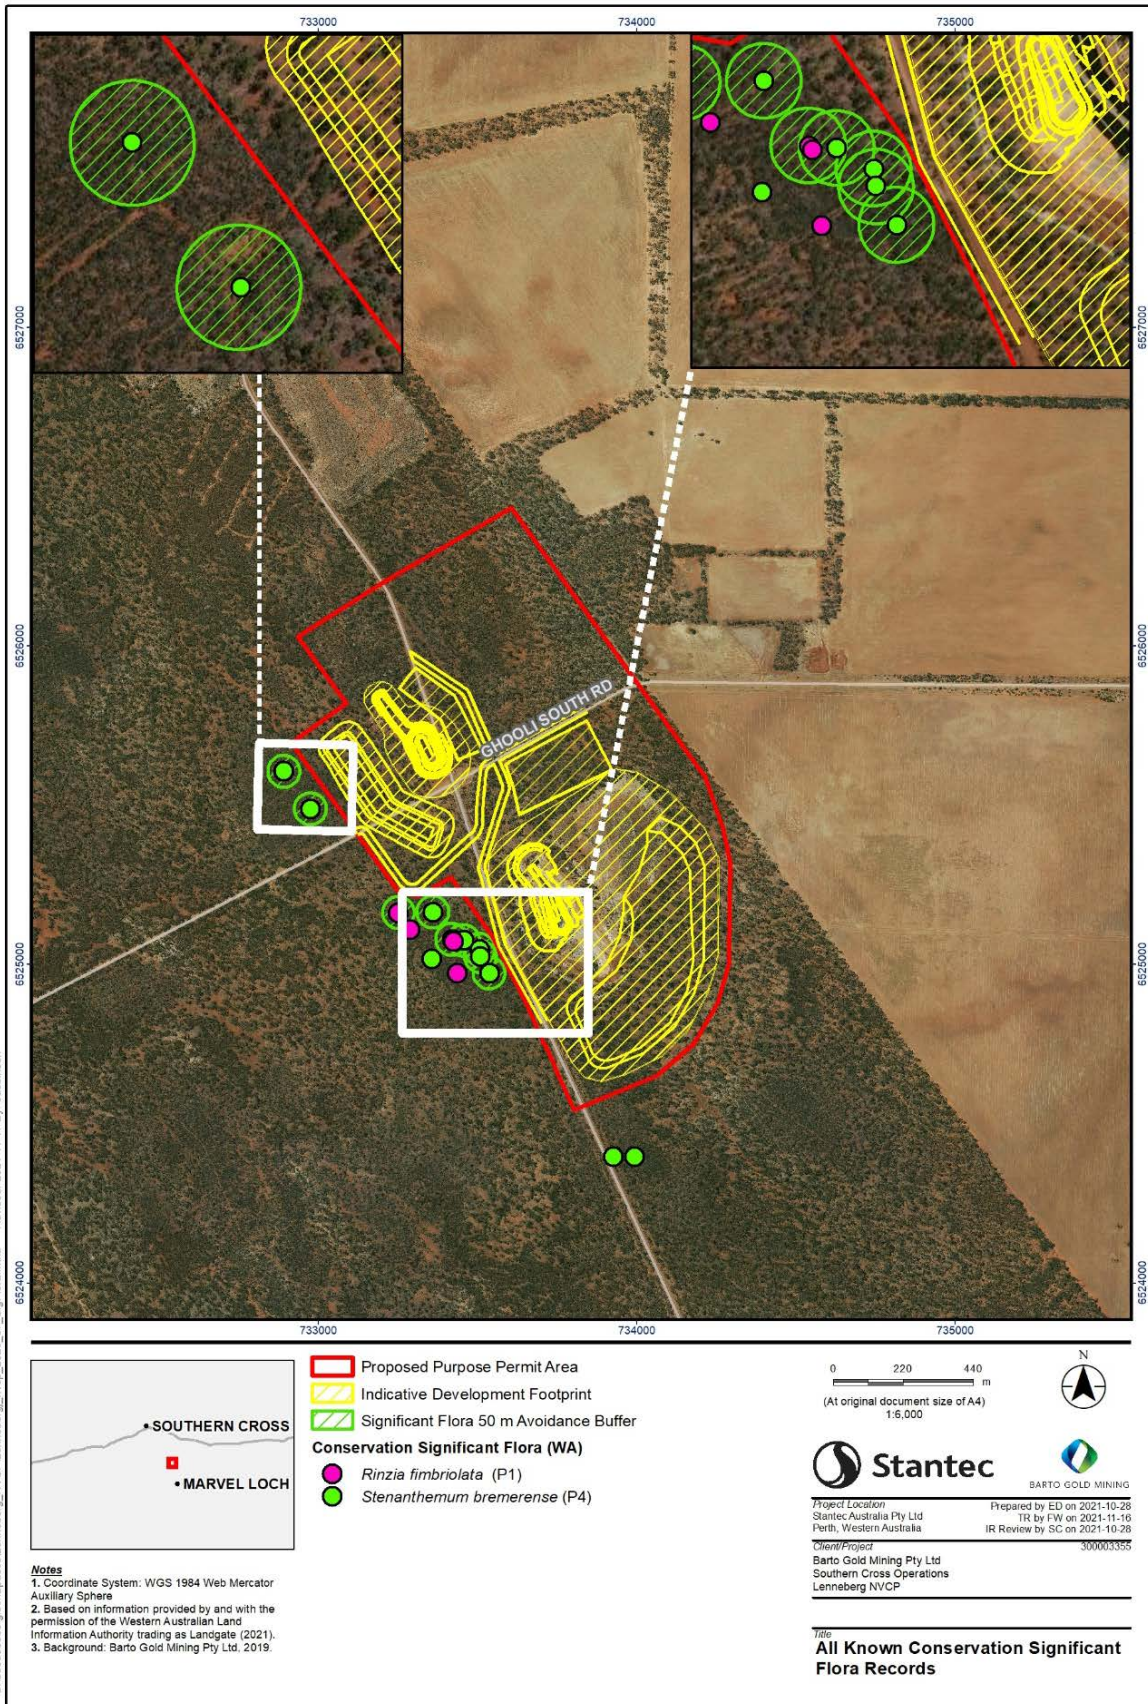 733000
734000
735000
6527000
6527000
6526000
6526000
GHOOLI SOUTH RD
6525000
6525000
6524000
6524000
733000
734000
735000
SOUTHERN CROSS
MARVEL LOCH
Notes
1. Coordinate System: WGS 1984 Web Mercator
Auxiliary Sphere
2. Based on information provided by and with the
permission of the Western Australian Land
Information Authority trading as Landgate (2021).
3. Background: Barto Gold Mining Pty Ltd, 2019.
Proposed Purpose Permit Area
Indicative Development Footprint
Significant Flora 50 m Avoidance Buffer
Conservation Significant Flora (WA)
Rinzia fimbriolata (P1)
Stenanthemum bremerense (P4)
0 220 440
m
(At original document size of A4)
1:6,000
N
Stantec
BARTO GOLD MINING
Project Location
Stantec Australia Pty Ltd
Perth, Western Australia
Prepared by ED on 2021-10-28
TR by FW on 2021-11-16
IR Review by SC on 2021-10-28
Client/Project
300003355
Barto Gold Mining Pty Ltd
Southern Cross Operations
Lenneberg NVCP
Title
All Known Conservation Significant
Flora Records